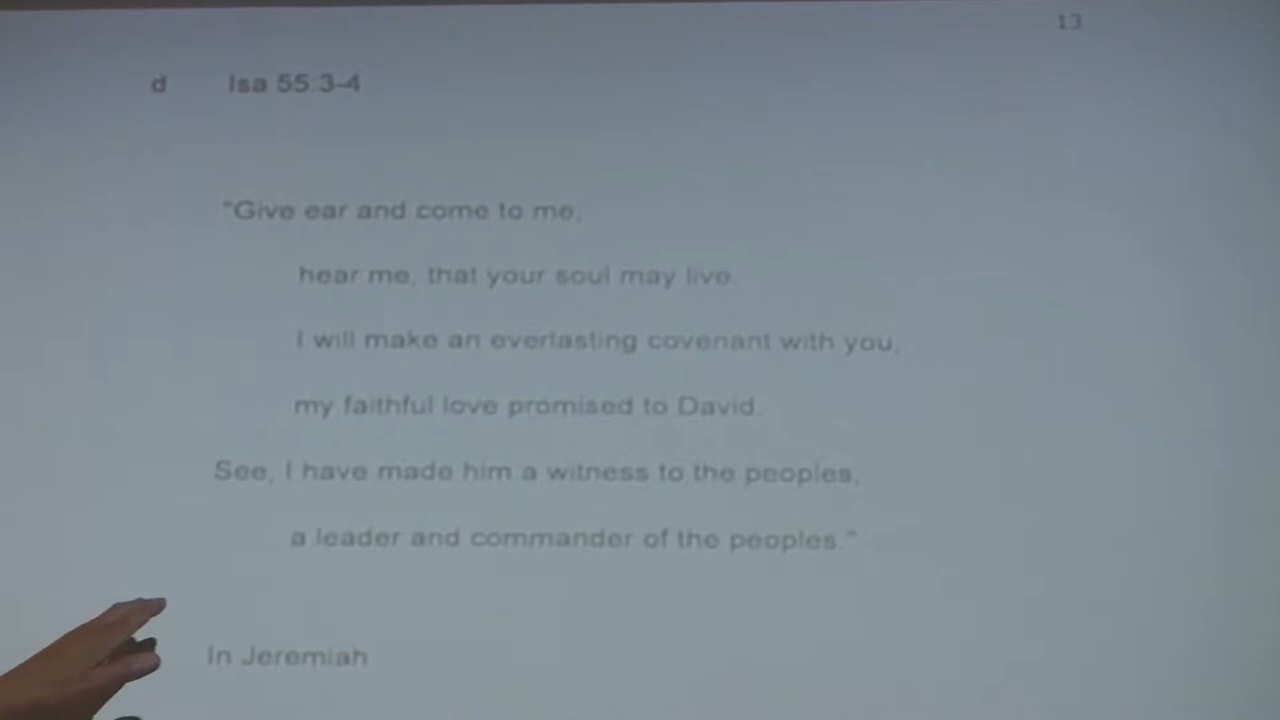 13
d Isa 55:3-4
"Give ear and come to me,
hear me, that your soul may live.
I will make an everlasting covenant with you,
my faithful love promised to David.
See, I have made him a witness to the peoples,
a leader and commander of the peoples."
In Jeremiah